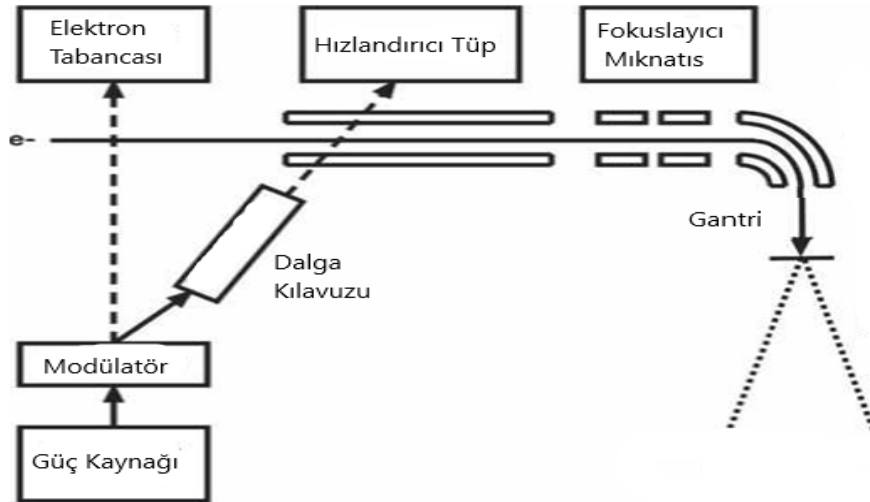 Elektron
Tabancası
Hızlandırıcı Tüp
Fokuslayıcı
Mıknatıs
e-
Gantri
Dalga
Kılavuzu
Modülatör
Güç Kaynağı